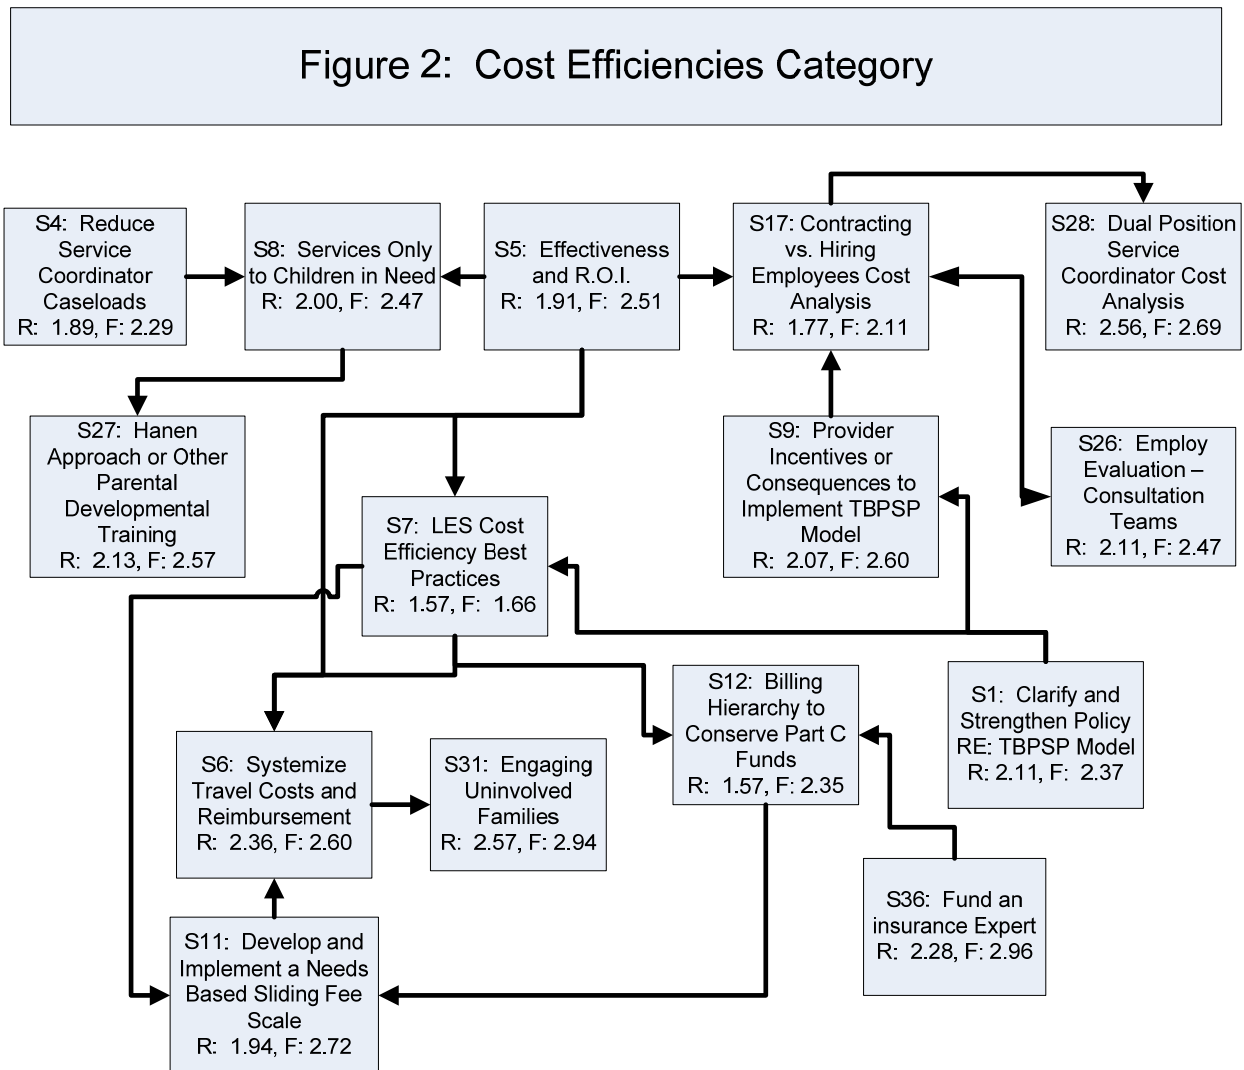 Figure 2:  Cost Efficiencies Category
S4:  Reduce
Service
Coordinator
Caseloads
R:  1.89, F: 2.29
S8: Services Only
to Children in Need
R:  2.00, F: 2.47
S5:  Effectiveness
and R.O.I.
R:  1.91, F: 2.51
S17: Contracting
vs. Hiring
Employees Cost
Analysis
R:  1.77, F: 2.11
S28:  Dual Position
Service
Coordinator Cost
Analysis
R:  2.56, F: 2.69
S27:  Hanen
Approach or Other
Parental
Developmental
Training
R:  2.13, F: 2.57
S9:  Provider
Incentives or
Consequences to
Implement TBPSP
Model
R:  2.07, F: 2.60
S26:  Employ
Evaluation –
Consultation
Teams
R:  2.11, F: 2.47
S7:  LES Cost
Efficiency Best
Practices
R:  1.57, F:  1.66
S12:  Billing
Hierarchy to
Conserve Part C
Funds
R:  1.57, F: 2.35
S1:  Clarify and
Strengthen Policy
RE: TBPSP Model
R: 2.11, F:  2.37
S6:  Systemize
Travel Costs and
Reimbursement
R:  2.36, F: 2.60
S31:  Engaging
Uninvolved
Families
R:  2.57, F: 2.94
S36:  Fund an
insurance Expert
R:  2.28, F: 2.96
S11:  Develop and
Implement a Needs
Based Sliding Fee
Scale
R:  1.94, F: 2.72